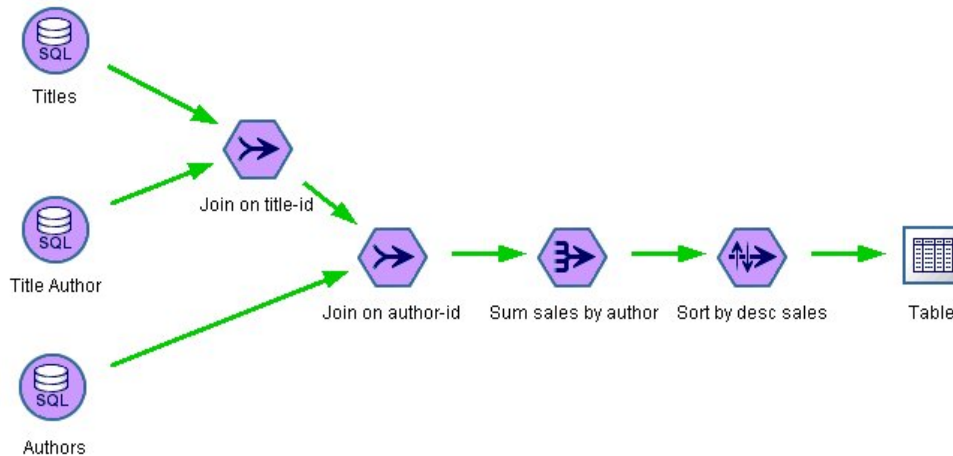 SQL
Titles
Join on title-id
SQL
Title Author
Join on author-id
Sum sales by author
Sort by desc sales
Table
SQL
Authors